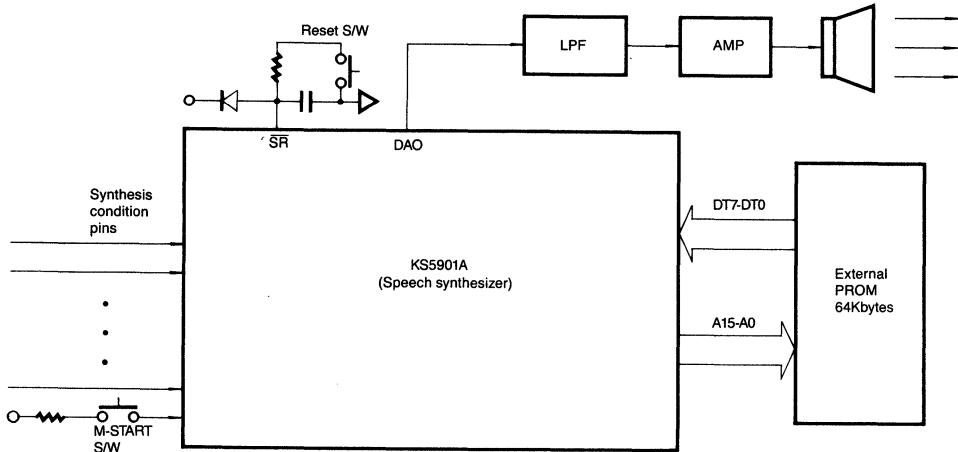 Reset S/W
LPF
AMP
SR
DAO
Synthesis
condition
pins
DT7-DT0
KS5901A
(Speech synthesizer)
External
PROM
64Kbytes
A15-A0
M-START
S/W